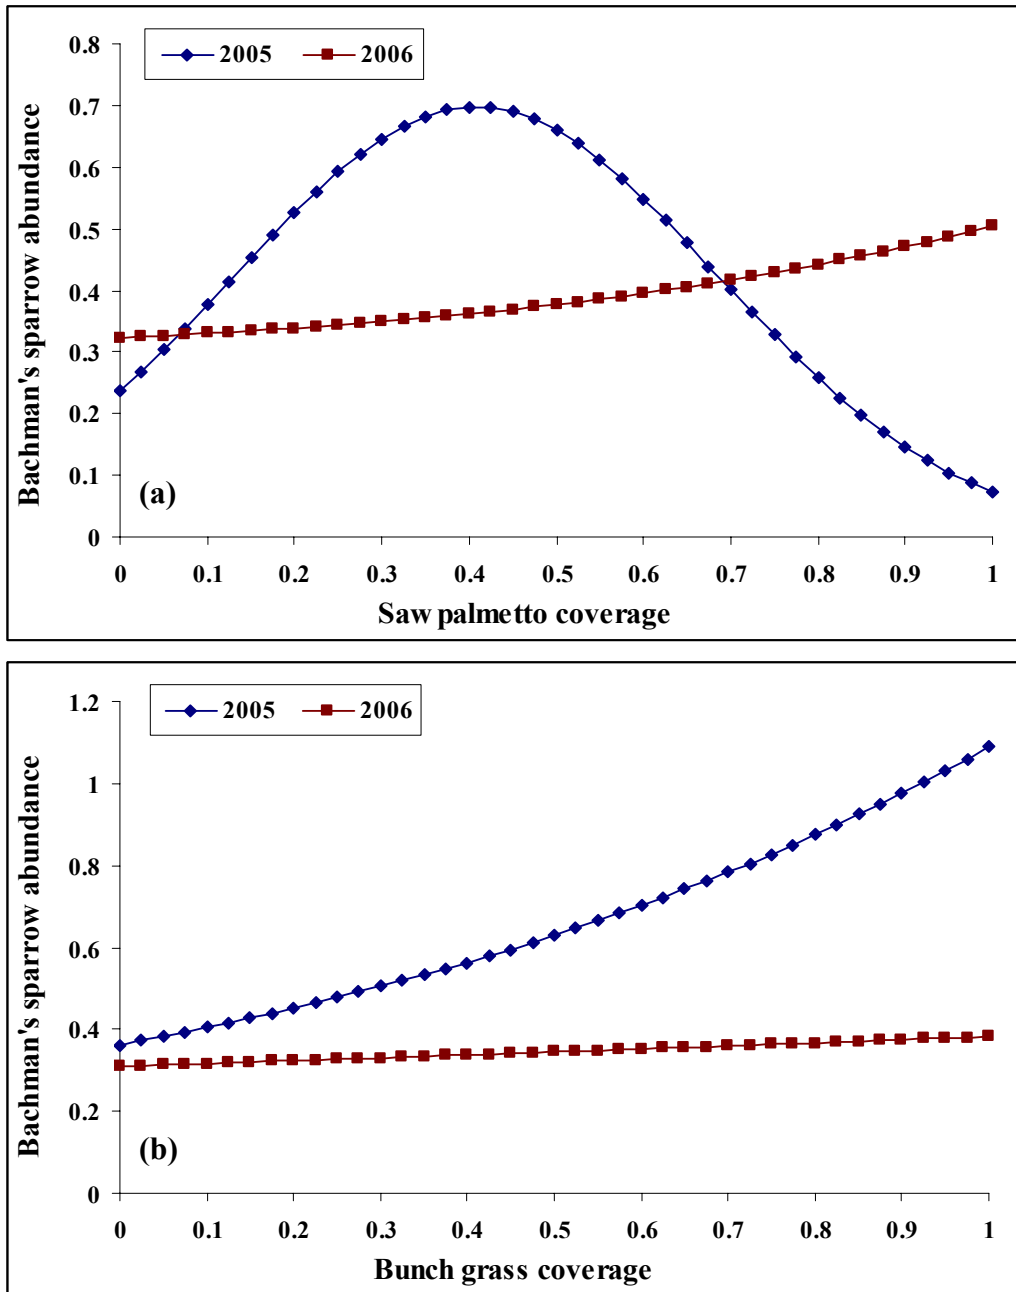 Bachman's sparrow abundance
2005 2006
0.8
0.7
0.6
0.5
0.4
0.3
0.2
0.1
0
(a)
0 0.1 0.2 0.3 0.4 0.5 0.6 0.7 0.8 0.9 1
Saw palmetto coverage
Bachman's sparrow abundance
2005 2006
1.2
1
0.8
0.6
0.4
0.2
0
(b)
0 0.1 0.2 0.3 0.4 0.5 0.6 0.7 0.8 0.9 1
Bunch grass coverage